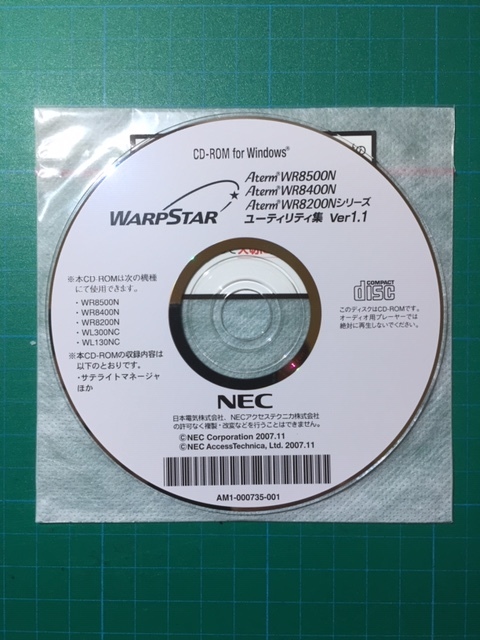 CD-ROM for Windows®
Aterm® WR8500N
Aterm® WR8400N
Aterm® WR8200Nシリーズ
ユーティリティ集 Ver1.1
WARPSTAR
※本CD-ROMは次の機種
にて使用できます。
・WR8500N
・WR8400N
・WR8200N
・WL300NC
・WL130NC
※本CD-ROMの収録内容は
以下のとおりです。
・サテライトマネージャ
ほか
COMPACT
disc
このディスクはCD-ROMです。
オーディオ用プレーヤーでは
絶対に再生しないでください。
NEC
日本電気株式会社、NECアクセステクニカ株式会社
の許可なく複製・改変などを行うことはできません。
©NEC Corporation 2007.11
©NEC AccessTechnica, Ltd. 2007.11
AM1-000735-001